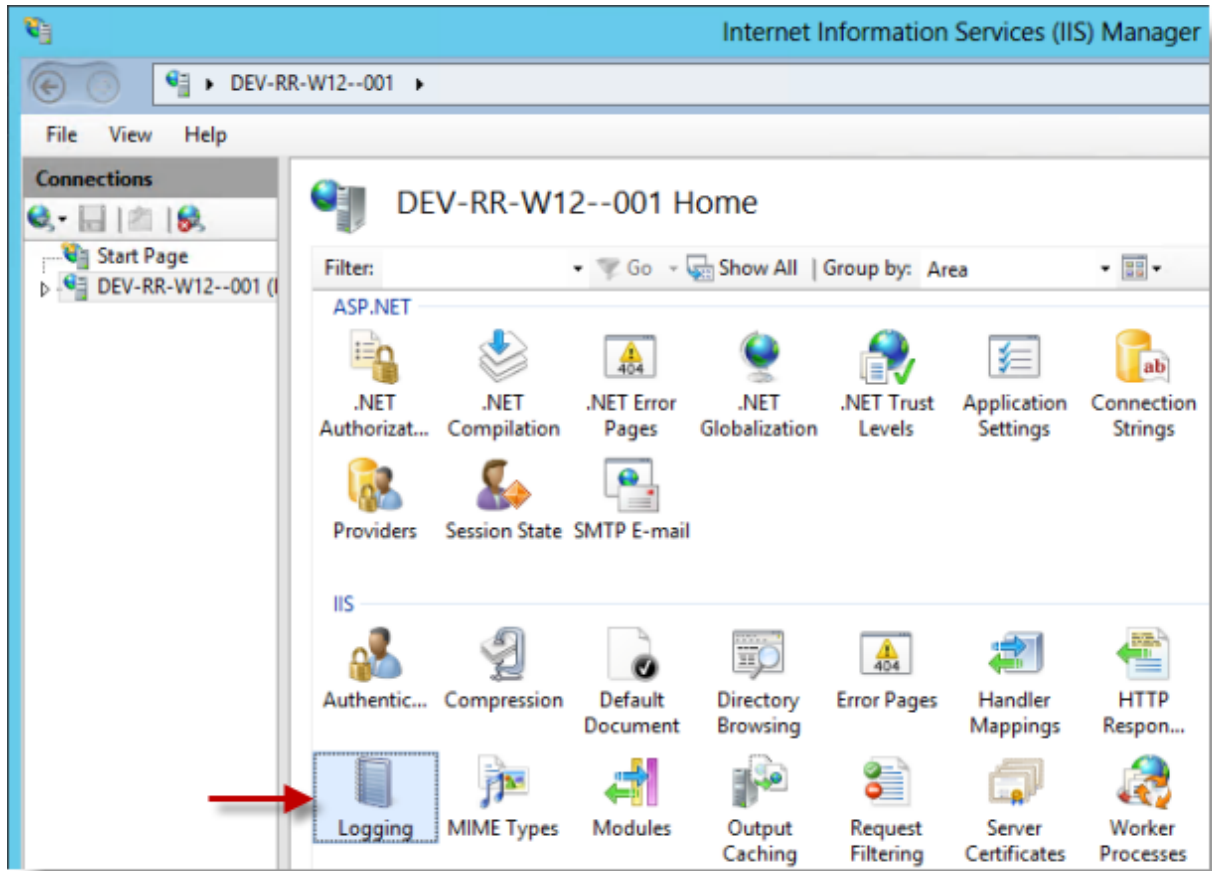 Internet Information Services (IIS) Manager
DEV-RR-W12--001
File View Help
Connections
Start Page
DEV-RR-W12--001 (
DEV-RR-W12--001 Home
Filter: Go Show All Group by: Area
ASP.NET
.NET Authorizat...
.NET Compilation
.NET Error Pages
.NET Globalization
.NET Trust Levels
Application Settings
Connection Strings
Providers
Session State
SMTP E-mail
IIS
Authentic...
Compression
Default Document
Directory Browsing
Error Pages
Handler Mappings
HTTP Respon...
Logging
MIME Types
Modules
Output Caching
Request Filtering
Server Certificates
Worker Processes